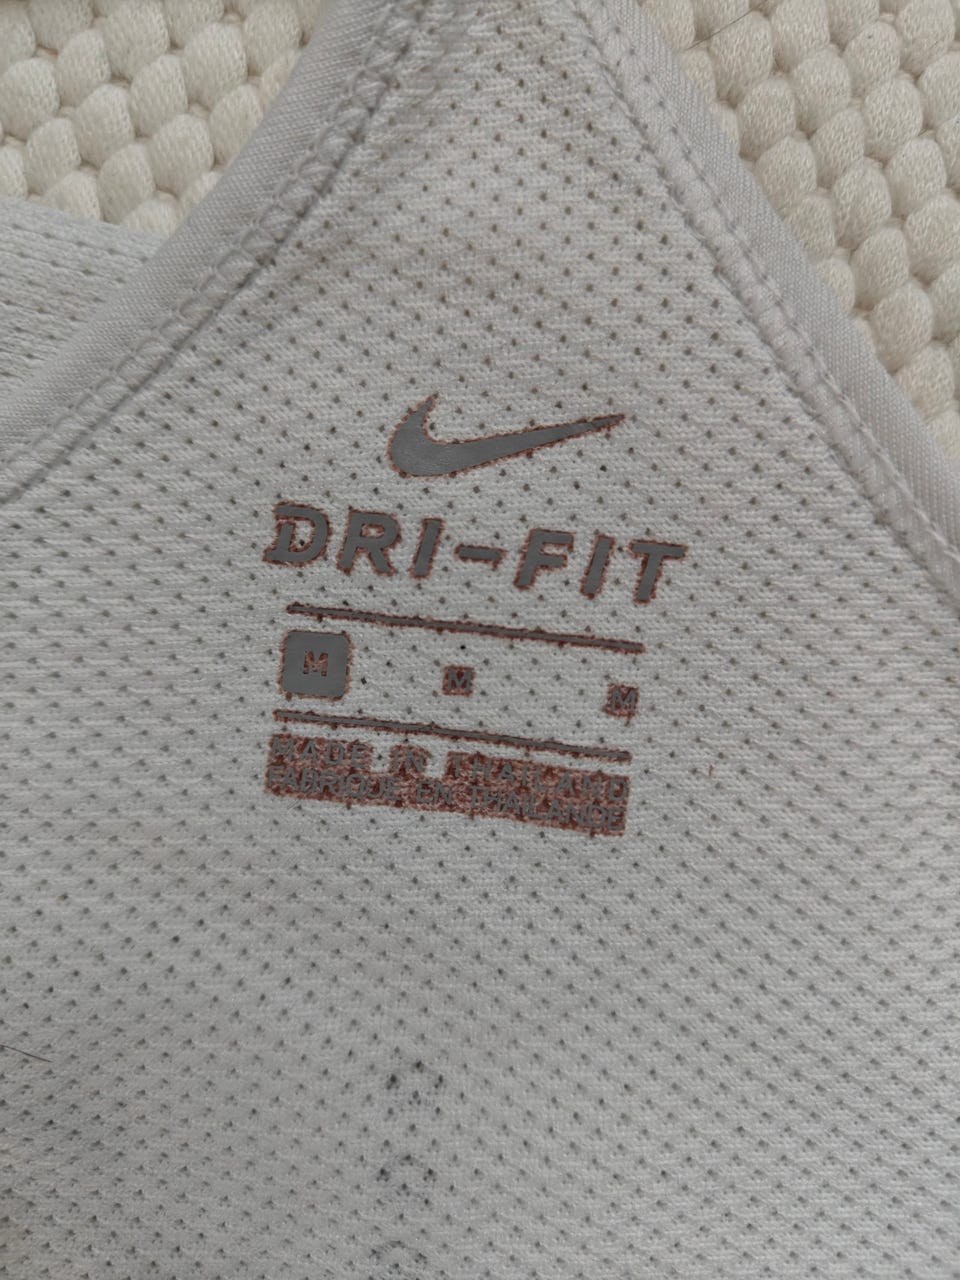 DRI-FIT
M M M
MADE IN THAILAND
FABRIQUÉ EN THAÏLANDE